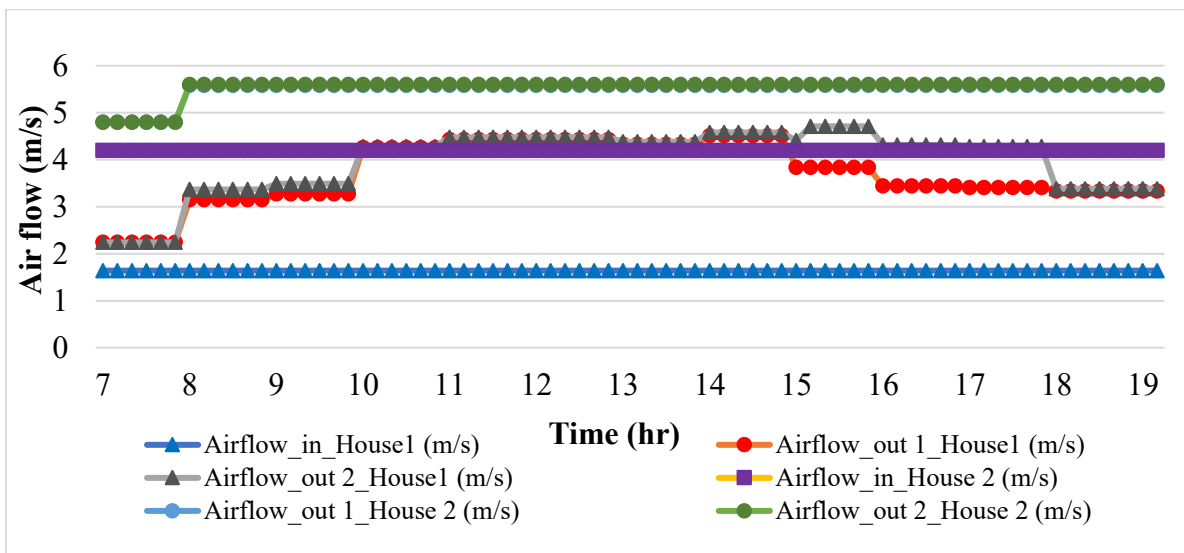 6
5
4
3
2
1
0
Air flow (m/s)
7 8 9 10 11 12 13 14 15 16 17 18 19
Time (hr)
Airflow_in_House1 (m/s)
Airflow_out 1_House1 (m/s)
Airflow_out 2_House1 (m/s)
Airflow_in_House 2 (m/s)
Airflow_out 1_House 2 (m/s)
Airflow_out 2_House 2 (m/s)